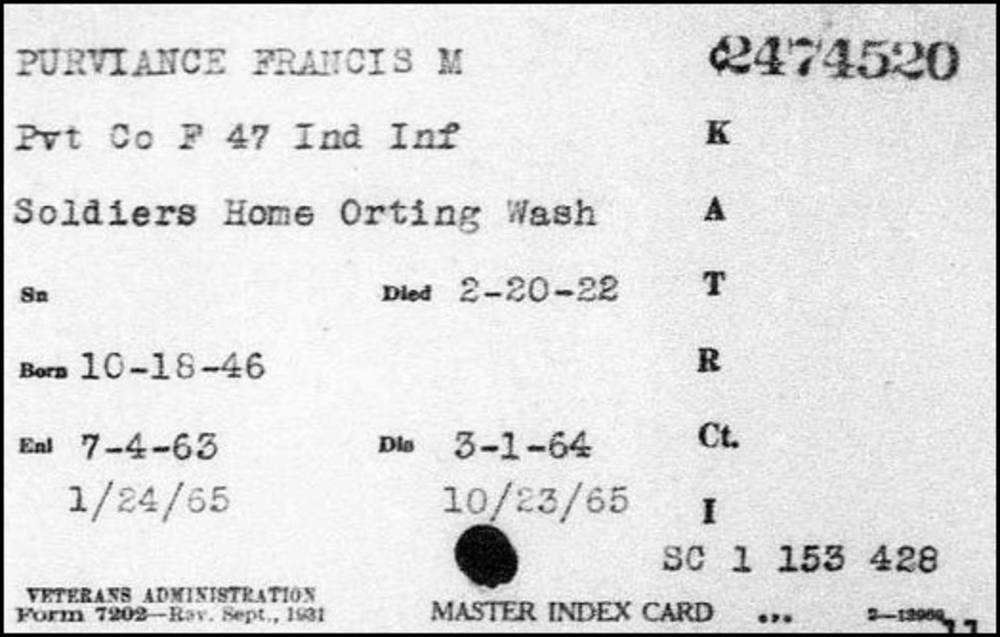 PURVIANCE FRANCIS M C2474520
Pvt Co F 47 Ind Inf K
Soldiers Home Orting Wash A
Sn Died 2-20-22 T
Born 10-18-46 R
Enl 7-4-63 Dis 3-1-64 Ct.
1/24/65 10/23/65 I
SC 1 153 428
VETERANS ADMINISTRATION
Form 7202—Rev. Sept., 1931 MASTER INDEX CARD •••